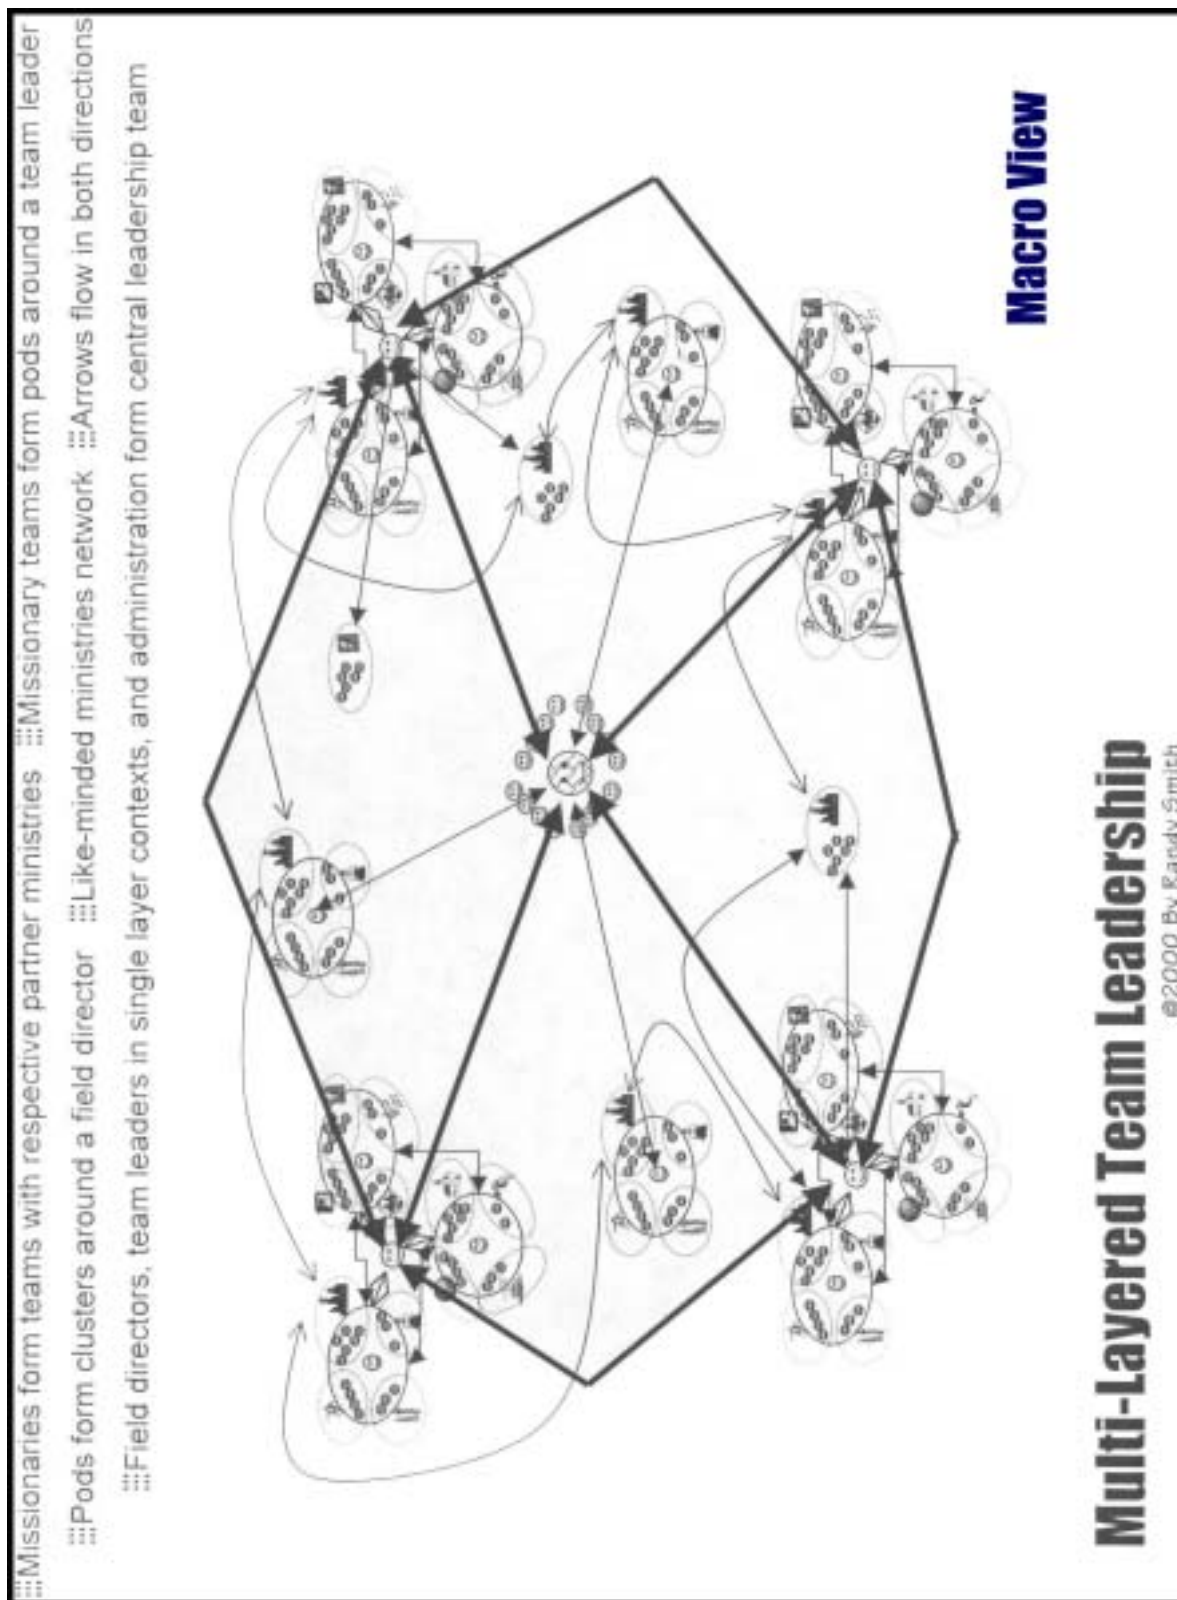 Missionaries form teams with respective partner ministries Missionary teams form pods around a team leader
Pods form clusters around a field director Like-minded ministries network Arrows flow in both directions
Field directors, team leaders in single layer contexts, and administration form central leadership team
Macro View
Multi-Layered Team Leadership
@2000 By Randy Smith